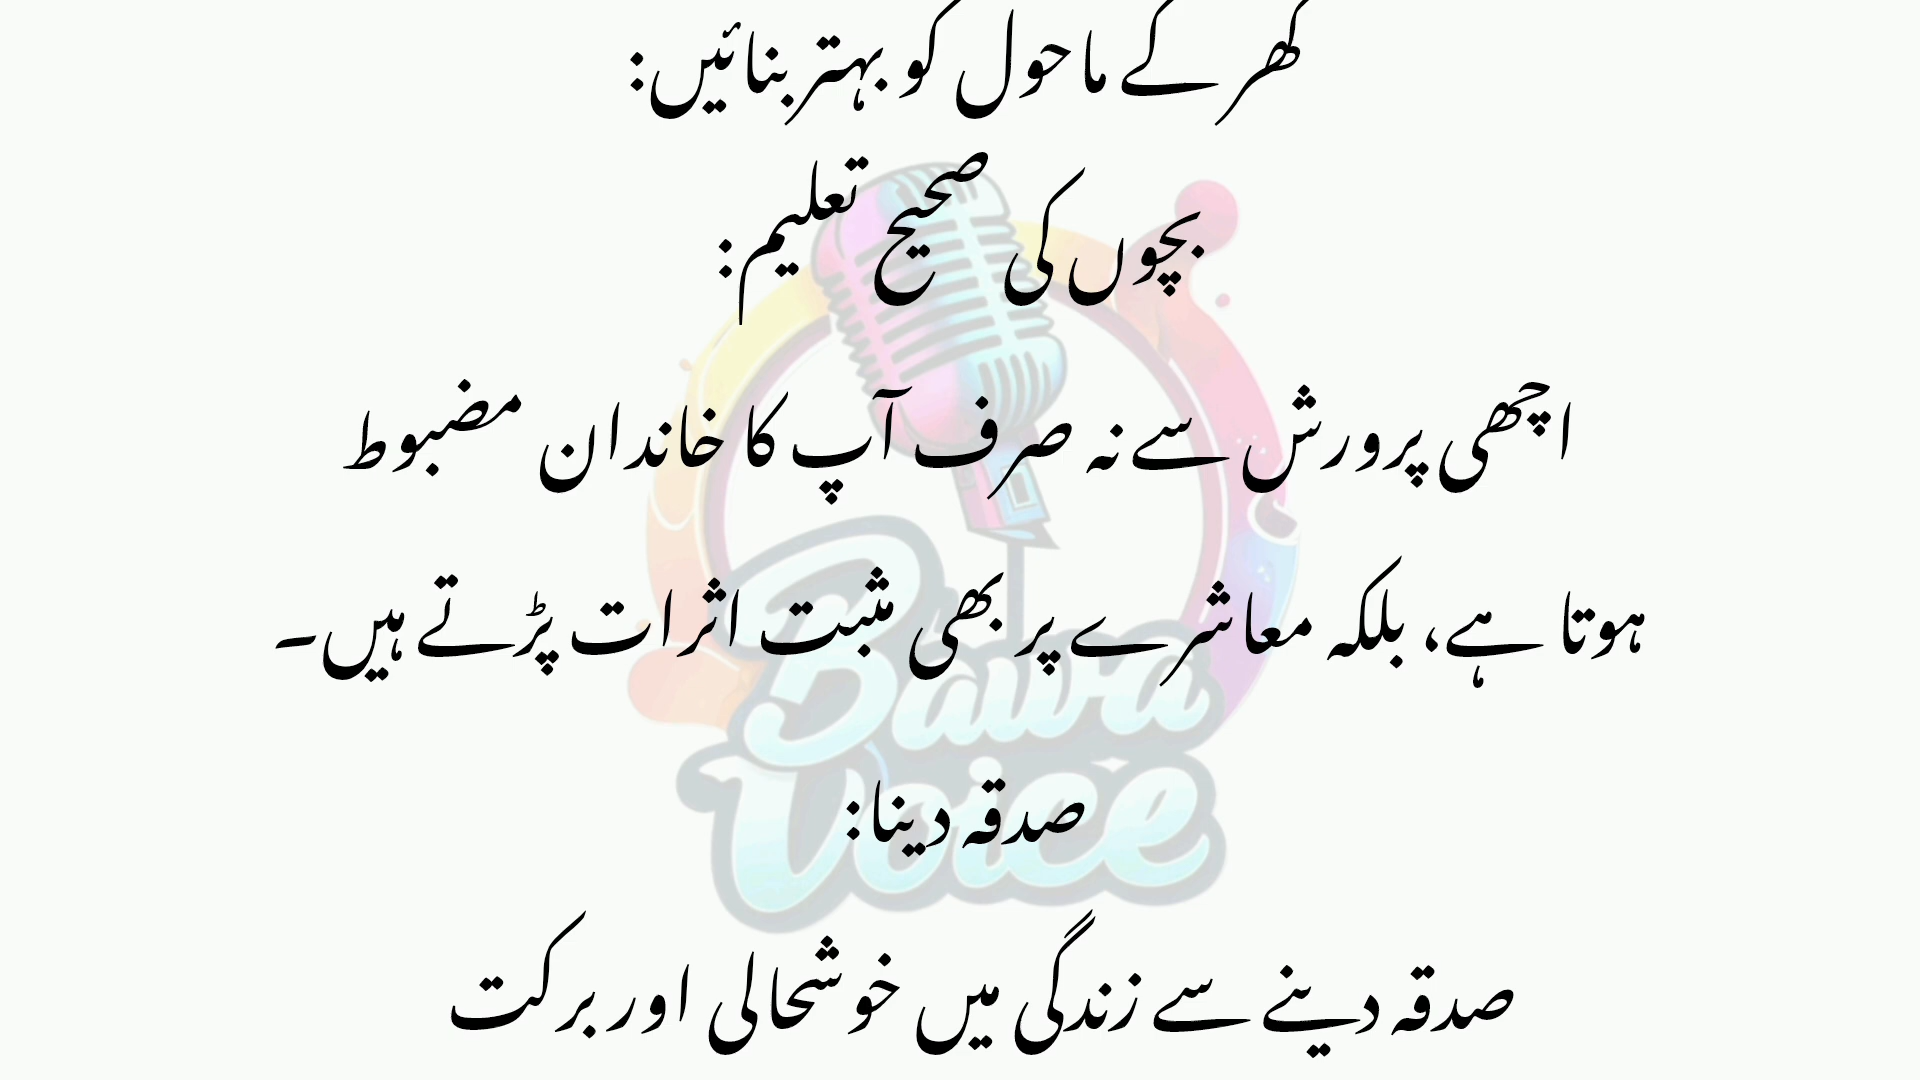 گھر کے ماحول کو بہتر بنائیں:
بچوں کی صحیح تعلیم:
اچھی پرورش سے نہ صرف آپ کا خاندان مضبوط
ہوتا ہے، بلکہ معاشرے پر بھی مثبت اثرات پڑتے ہیں۔
صدقہ دینا:
صدقہ دینے سے زندگی میں خوشحالی اور برکت
Bawa
Voice